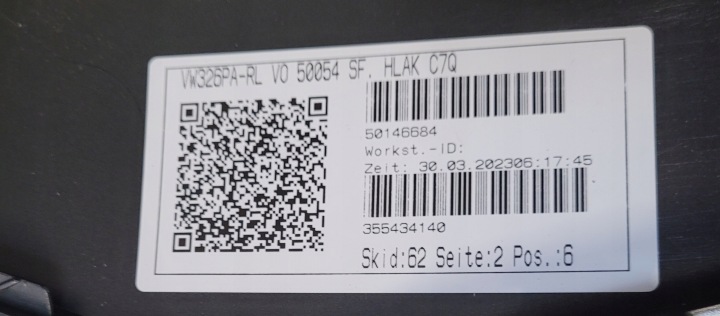 VW326PA-RL VO 50054 SF. HLAK C7Q
50146684
Workst.-ID:
Zeit: 30.03.202306:17:45
355434140
Skid:62 Seite:2 Pos.:6